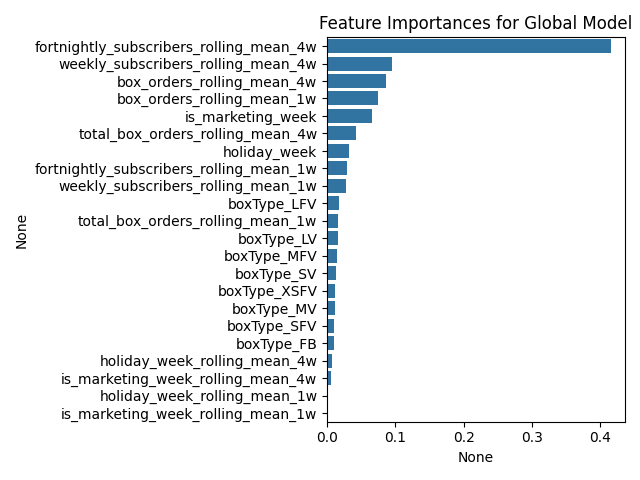 Feature Importances for Global Model
fortnightly_subscribers_rolling_mean_4w
weekly_subscribers_rolling_mean_4w
box_orders_rolling_mean_4w
box_orders_rolling_mean_1w
is_marketing_week
total_box_orders_rolling_mean_4w
holiday_week
fortnightly_subscribers_rolling_mean_1w
weekly_subscribers_rolling_mean_1w
boxType_LFV
total_box_orders_rolling_mean_1w
boxType_LV
boxType_MFV
boxType_SV
boxType_XSFV
boxType_MV
boxType_SFV
boxType_FB
holiday_week_rolling_mean_4w
is_marketing_week_rolling_mean_4w
holiday_week_rolling_mean_1w
is_marketing_week_rolling_mean_1w
None
0.0 0.1 0.2 0.3 0.4
None